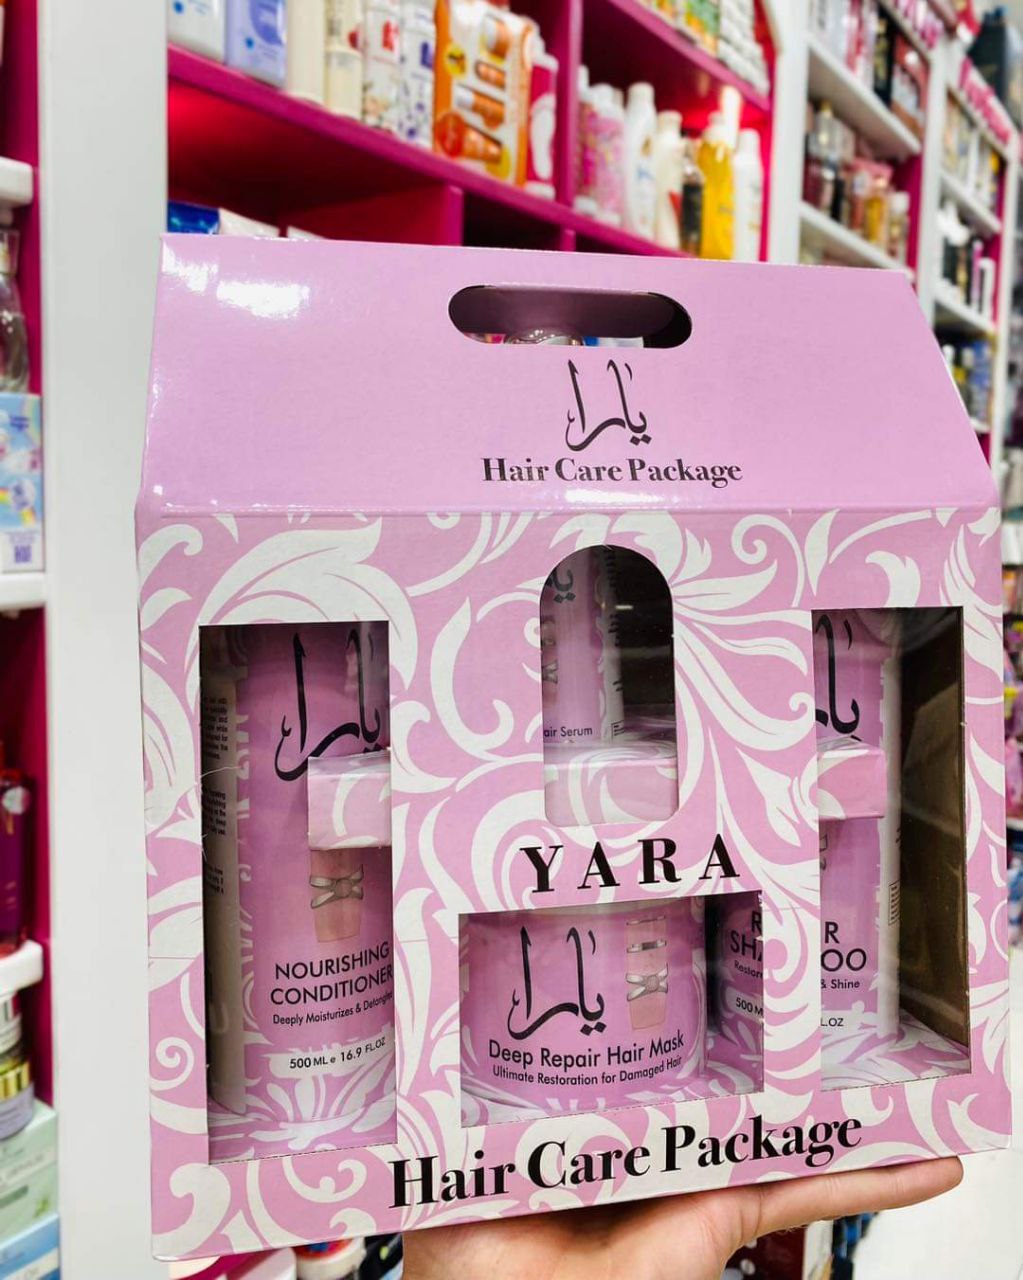 يارا
Hair Care Package
يارا
NOURISHING
CONDITIONER
Deeply Moisturizes & Detangles
500 ML e 16.9 FL.OZ
air Serum
YARA
يارا
Deep Repair Hair Mask
Ultimate Restoration for Damaged Hair
500 M
& Shine
L.OZ
Hair Care Package